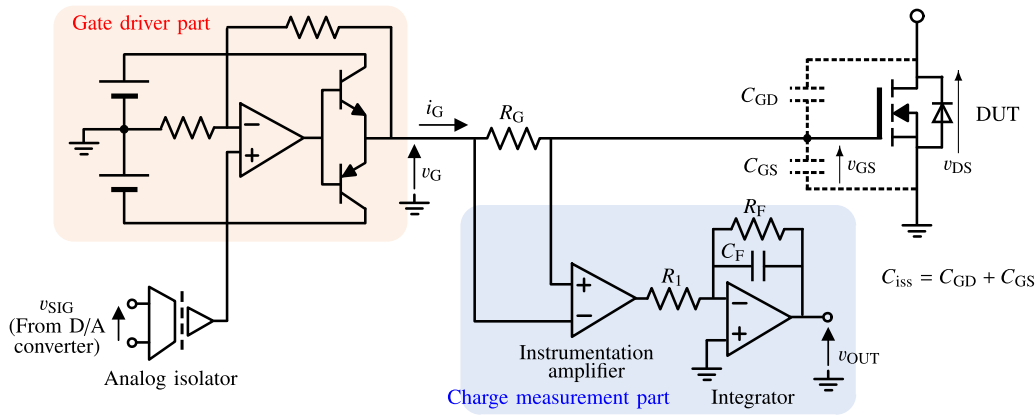 Gate driver part
i_G
R_G
v_G
C_GD
C_GS
v_GS
v_DS
DUT
C_iss = C_GD + C_GS
v_SIG
(From D/A
converter)
Analog isolator
R_F
C_F
R_1
v_OUT
Instrumentation
amplifier
Integrator
Charge measurement part